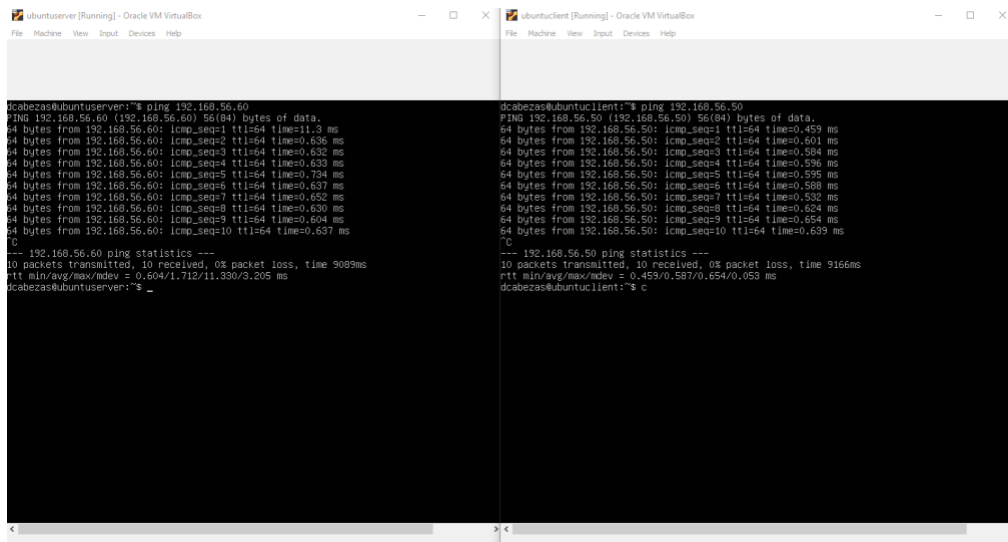 ubuntuserver [Running] - Oracle VM VirtualBox
File Machine View Input Devices Help
dcabezas@ubuntuserver:~$ ping 192.168.56.60
PING 192.168.56.60 (192.168.56.60) 56(84) bytes of data.
64 bytes from 192.168.56.60: icmp_seq=1 ttl=64 time=11.3 ms
64 bytes from 192.168.56.60: icmp_seq=2 ttl=64 time=0.636 ms
64 bytes from 192.168.56.60: icmp_seq=3 ttl=64 time=0.632 ms
64 bytes from 192.168.56.60: icmp_seq=4 ttl=64 time=0.633 ms
64 bytes from 192.168.56.60: icmp_seq=5 ttl=64 time=0.734 ms
64 bytes from 192.168.56.60: icmp_seq=6 ttl=64 time=0.637 ms
64 bytes from 192.168.56.60: icmp_seq=7 ttl=64 time=0.652 ms
64 bytes from 192.168.56.60: icmp_seq=8 ttl=64 time=0.630 ms
64 bytes from 192.168.56.60: icmp_seq=9 ttl=64 time=0.604 ms
64 bytes from 192.168.56.60: icmp_seq=10 ttl=64 time=0.637 ms
^C
--- 192.168.56.60 ping statistics ---
10 packets transmitted, 10 received, 0% packet loss, time 9089ms
rtt min/avg/max/mdev = 0.604/1.712/11.330/3.205 ms
dcabezas@ubuntuserver:~$ _
ubuntuclient [Running] - Oracle VM VirtualBox
File Machine View Input Devices Help
dcabezas@ubuntuclient:~$ ping 192.168.56.50
PING 192.168.56.50 (192.168.56.50) 56(84) bytes of data.
64 bytes from 192.168.56.50: icmp_seq=1 ttl=64 time=0.459 ms
64 bytes from 192.168.56.50: icmp_seq=2 ttl=64 time=0.601 ms
64 bytes from 192.168.56.50: icmp_seq=3 ttl=64 time=0.584 ms
64 bytes from 192.168.56.50: icmp_seq=4 ttl=64 time=0.596 ms
64 bytes from 192.168.56.50: icmp_seq=5 ttl=64 time=0.595 ms
64 bytes from 192.168.56.50: icmp_seq=6 ttl=64 time=0.588 ms
64 bytes from 192.168.56.50: icmp_seq=7 ttl=64 time=0.532 ms
64 bytes from 192.168.56.50: icmp_seq=8 ttl=64 time=0.624 ms
64 bytes from 192.168.56.50: icmp_seq=9 ttl=64 time=0.654 ms
64 bytes from 192.168.56.50: icmp_seq=10 ttl=64 time=0.639 ms
^C
--- 192.168.56.50 ping statistics ---
10 packets transmitted, 10 received, 0% packet loss, time 9166ms
rtt min/avg/max/mdev = 0.459/0.587/0.654/0.053 ms
dcabezas@ubuntuclient:~$ c